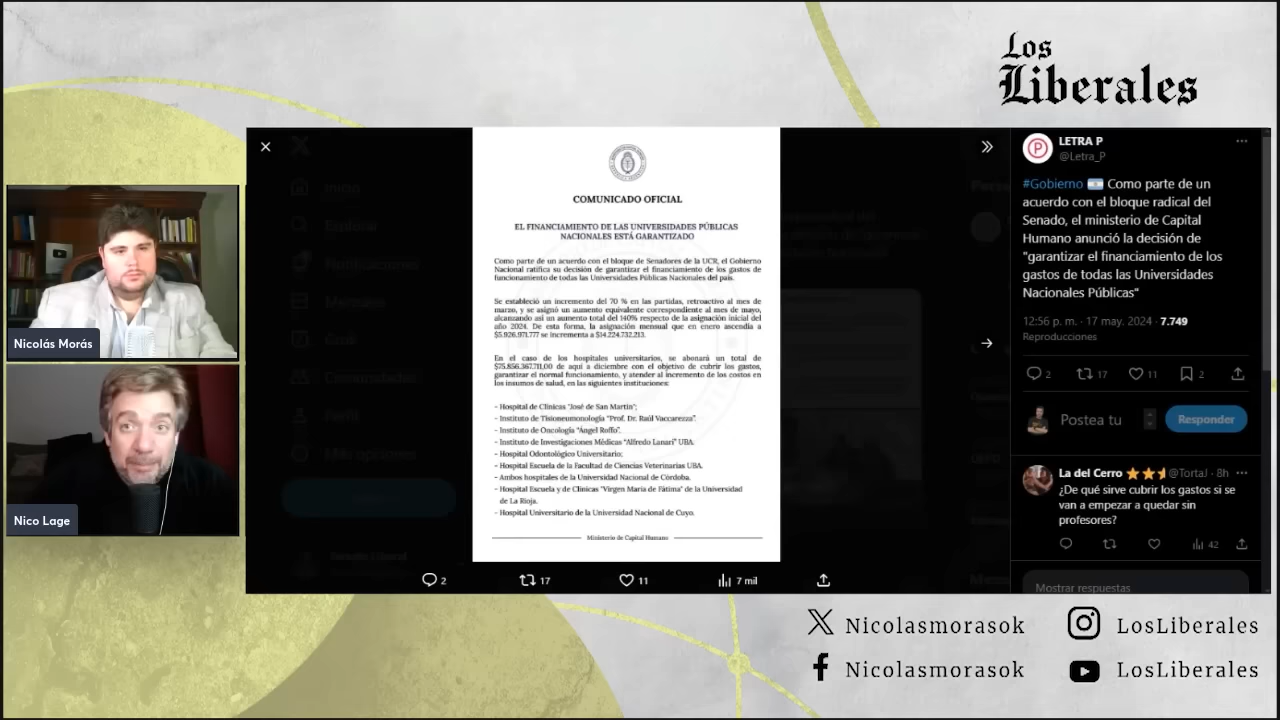 Los
Liberales
Nicolás Morás
Nico Lage
COMUNICADO OFICIAL
EL FINANCIAMIENTO DE LAS UNIVERSIDADES PÚBLICAS
NACIONALES ESTÁ GARANTIZADO
Como parte de un acuerdo con el bloque de Senadores de la UCR, el Gobierno
Nacional ratifica su decisión de garantizar el financiamiento de los gastos de
funcionamiento de todas las Universidades Públicas Nacionales del país.
Se estableció un incremento del 70 % en las partidas, retroactivo al mes de
marzo, y se asignó un aumento equivalente correspondiente al mes de mayo,
alcanzando así un aumento total del 140% respecto de la asignación inicial del
año 2024. De esta forma, la asignación mensual que en enero ascendía a
$5.926.971.777 se incrementa a $14.224.732.213.
En el caso de los hospitales universitarios, se abonará un total de
$75.856.367.711,00 de aquí a diciembre con el objetivo de cubrir los gastos,
garantizar el normal funcionamiento, y atender al incremento de los costos en
los insumos de salud, en las siguientes instituciones:
- Hospital de Clínicas "José de San Martín";
- Instituto de Tisioneumonología "Prof. Dr. Raúl Vaccarezza".
- Instituto de Oncología "Ángel Roffo".
- Instituto de Investigaciones Médicas "Alfredo Lanari" UBA.
- Hospital Odontológico Universitario;
- Hospital Escuela de la Facultad de Ciencias Veterinarias UBA.
- Ambos hospitales de la Universidad Nacional de Córdoba.
- Hospital Escuela y de Clínicas "Virgen María de Fátima" de la Universidad
de La Rioja.
- Hospital Universitario de la Universidad Nacional de Cuyo.
Ministerio de Capital Humano
2
17
11
7 mil
LETRA P
@Letra_P
#Gobierno 🇦🇷 Como parte de un
acuerdo con el bloque radical del
Senado, el ministerio de Capital
Humano anunció la decisión de
"garantizar el financiamiento de los
gastos de todas las Universidades
Nacionales Públicas"
12:56 p. m. · 17 may. 2024 · 7.749
Reproducciones
2 17 11 2
Postea tu
Responder
La del Cerro ⭐⭐ @TortaJ · 8h
¿De qué sirve cubrir los gastos si se
van a empezar a quedar sin
profesores?
42
Mostrar respuestas
Nicolasmorasok
LosLiberales
Nicolasmorasok
LosLiberales